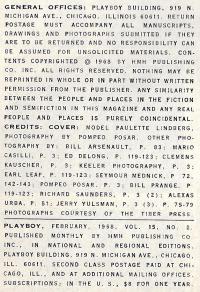 GENERAL OFFICES: PLAYBOY BUILDING, 919 N.
MICHIGAN AVE., CHICAGO, ILLINOIS 60611. RETURN
POSTAGE MUST ACCOMPANY ALL MANUSCRIPTS,
DRAWINGS AND PHOTOGRAPHS SUBMITTED IF THEY
ARE TO BE RETURNED AND NO RESPONSIBILITY CAN
BE ASSUMED FOR UNSOLICITED MATERIALS. CON-
TENTS COPYRIGHTED © 1968 BY HMH PUBLISHING
CO. INC. ALL RIGHTS RESERVED. NOTHING MAY BE
REPRINTED IN WHOLE OR IN PART WITHOUT WRITTEN
PERMISSION FROM THE PUBLISHER. ANY SIMILARITY
BETWEEN THE PEOPLE AND PLACES IN THE FICTION
AND SEMIFICTION IN THIS MAGAZINE AND ANY REAL
PEOPLE AND PLACES IS PURELY COINCIDENTAL.
CREDITS: COVER: MODEL PAULETTE LINDBERG,
PHOTOGRAPHY BY POMPEO POSAR. OTHER PHO-
TOGRAPHY BY: BILL ARSENAULT, P. 83; MARIO
CASILLI, P. 3; ED DELONG, P. 119-123; CLEMENS
KAUSCHER, P. 3; KEELER PHOTOGRAPHY, P. 3;
EARL LEAF, P. 119-123; SEYMOUR MEDNICK, P. 72,
142-143; POMPEO POSAR, P. 3; BILL PRANGE, P.
119-123; RICHARD SAUNDERS, P. 3 (2); ALEXAS
URBA, P. 51; JERRY YULSMAN, P. 3 (3). P. 75-79
PHOTOGRAPHS COURTESY OF THE TIBER PRESS.
PLAYBOY, FEBRUARY, 1968, VOL. 15, NO. 2.
PUBLISHED MONTHLY BY HMH PUBLISHING CO.
INC., IN NATIONAL AND REGIONAL EDITIONS.
PLAYBOY BUILDING, 919 N. MICHIGAN AVE., CHICAGO,
ILL. 60611. SECOND CLASS POSTAGE PAID AT CHI-
CAGO, ILL., AND AT ADDITIONAL MAILING OFFICES.
SUBSCRIPTIONS: IN THE U. S., $8 FOR ONE YEAR.